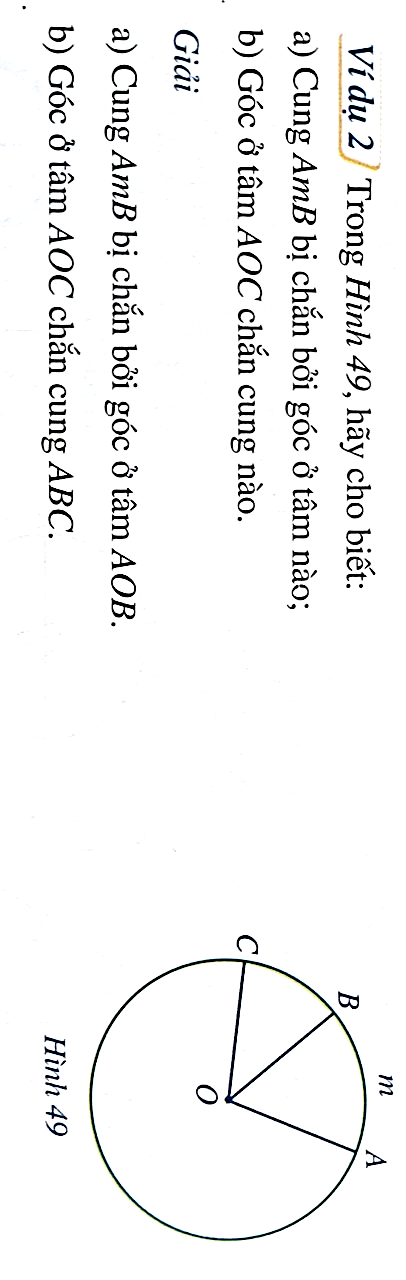 Ví dụ 2 Trong Hình 49, hãy cho biết:
a) Cung AmB bị chắn bởi góc ở tâm nào;
b) Góc ở tâm AOC chắn cung nào.
Giải
a) Cung AmB bị chắn bởi góc ở tâm AOB.
b) Góc ở tâm AOC chắn cung ABC.
m
A
B
C
O
Hình 49